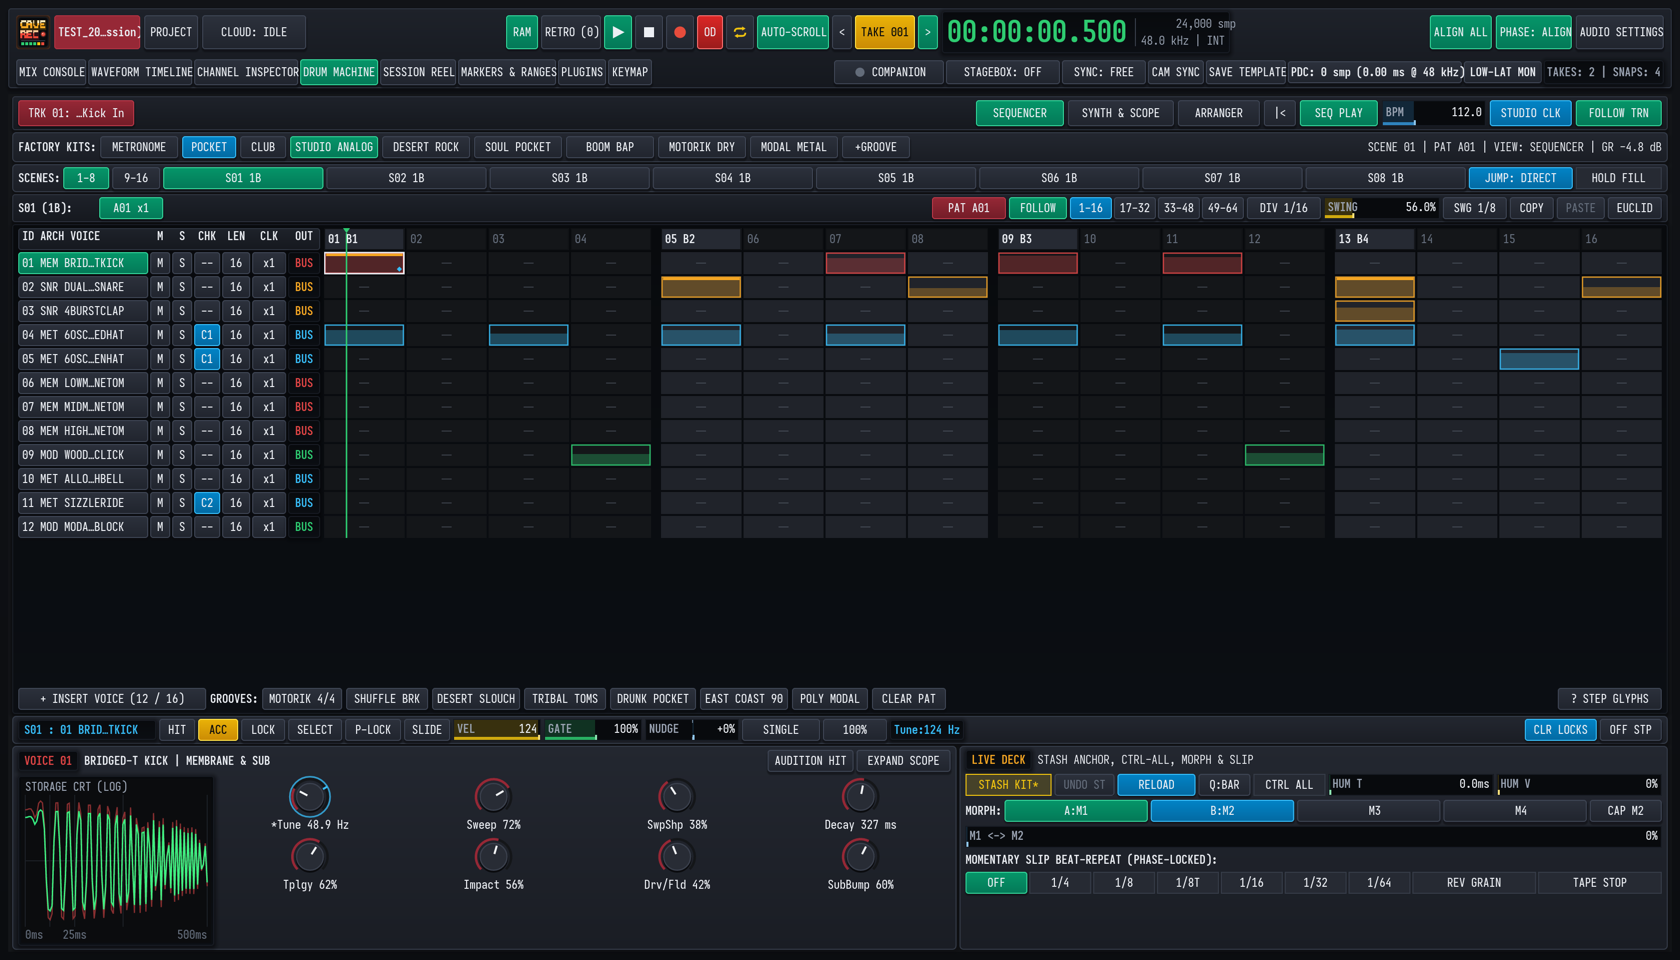 CAVE REC TEST_20…ssion] PROJECT CLOUD: IDLE RAM RETRO (0) OD AUTO-SCROLL < TAKE 001 > 00:00:00.500 24,000 smp 48.0 kHz | INT ALIGN ALL PHASE: ALIGN AUDIO SETTINGS
MIX CONSOLE WAVEFORM TIMELINE CHANNEL INSPECTOR DRUM MACHINE SESSION REEL MARKERS & RANGES PLUGINS KEYMAP COMPANION STAGEBOX: OFF SYNC: FREE CAM SYNC SAVE TEMPLATE PDC: 0 smp (0.00 ms @ 48 kHz) LOW-LAT MON TAKES: 2 | SNAPS: 4
TRK 01: …Kick In SEQUENCER SYNTH & SCOPE ARRANGER |< SEQ PLAY BPM 112.0 STUDIO CLK FOLLOW TRN
FACTORY KITS: METRONOME POCKET CLUB STUDIO ANALOG DESERT ROCK SOUL POCKET BOOM BAP MOTORIK DRY MODAL METAL +GROOVE SCENE 01 | PAT A01 | VIEW: SEQUENCER | GR -4.8 dB
SCENES: 1-8 9-16 S01 1B S02 1B S03 1B S04 1B S05 1B S06 1B S07 1B S08 1B JUMP: DIRECT HOLD FILL
S01 (1B): A01 x1 PAT A01 FOLLOW 1-16 17-32 33-48 49-64 DIV 1/16 SWING 56.0% SWG 1/8 COPY PASTE EUCLID
ID ARCH VOICE M S CHK LEN CLK OUT 01 B1 02 03 04 05 B2 06 07 08 09 B3 10 11 12 13 B4 14 15 16
01 MEM BRID…TKICK M S -- 16 x1 BUS
02 SNR DUAL…SNARE M S -- 16 x1 BUS
03 SNR 4BURSTCLAP M S -- 16 x1 BUS
04 MET 6OSC…EDHAT M S C1 16 x1 BUS
05 MET 6OSC…ENHAT M S C1 16 x1 BUS
06 MEM LOWM…NETOM M S -- 16 x1 BUS
07 MEM MIDM…NETOM M S -- 16 x1 BUS
08 MEM HIGH…NETOM M S -- 16 x1 BUS
09 MOD WOOD…CLICK M S -- 16 x1 BUS
10 MET ALLO…HBELL M S -- 16 x1 BUS
11 MET SIZZLERIDE M S C2 16 x1 BUS
12 MOD MODA…BLOCK M S -- 16 x1 BUS
+ INSERT VOICE (12 / 16) GROOVES: MOTORIK 4/4 SHUFFLE BRK DESERT SLOUCH TRIBAL TOMS DRUNK POCKET EAST COAST 90 POLY MODAL CLEAR PAT ? STEP GLYPHS
S01 : 01 BRID…TKICK HIT ACC LOCK SELECT P-LOCK SLIDE VEL 124 GATE 100% NUDGE +0% SINGLE 100% Tune:124 Hz CLR LOCKS OFF STP
VOICE 01 BRIDGED-T KICK | MEMBRANE & SUB AUDITION HIT EXPAND SCOPE
STORAGE CRT (LOG)
*Tune 48.9 Hz Sweep 72% SwpShp 38% Decay 327 ms
Tplgy 62% Impact 56% Drv/Fld 42% SubBump 60%
0ms 25ms 500ms
LIVE DECK STASH ANCHOR, CTRL-ALL, MORPH & SLIP
STASH KIT* UNDO ST RELOAD Q:BAR CTRL ALL HUM T 0.0ms HUM V 0%
MORPH: A:M1 B:M2 M3 M4 CAP M2
M1 <-> M2 0%
MOMENTARY SLIP BEAT-REPEAT (PHASE-LOCKED):
OFF 1/4 1/8 1/8T 1/16 1/32 1/64 REV GRAIN TAPE STOP